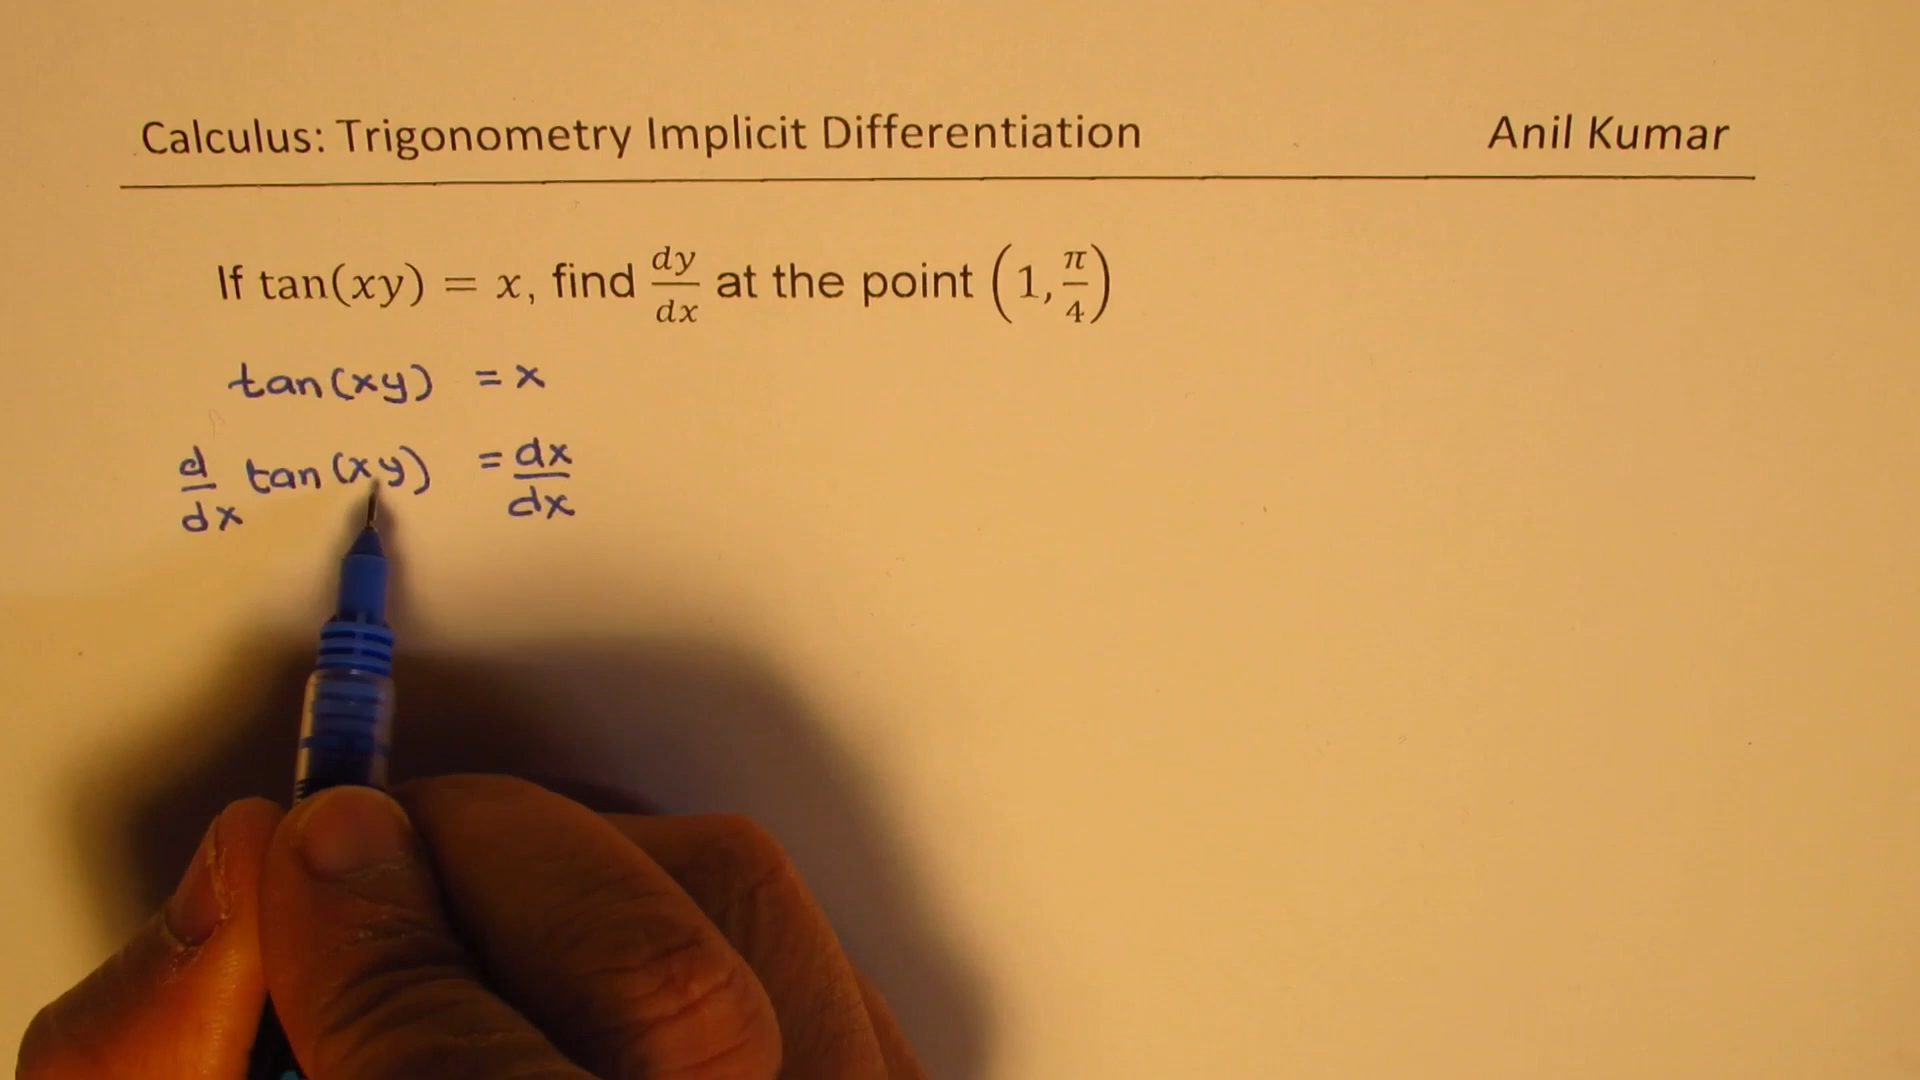 Calculus: Trigonometry Implicit Differentiation Anil Kumar
If tan(xy) = x, find dy/dx at the point (1, π/4)
tan(xy) = x
d/dx tan(xy) = dx/dx